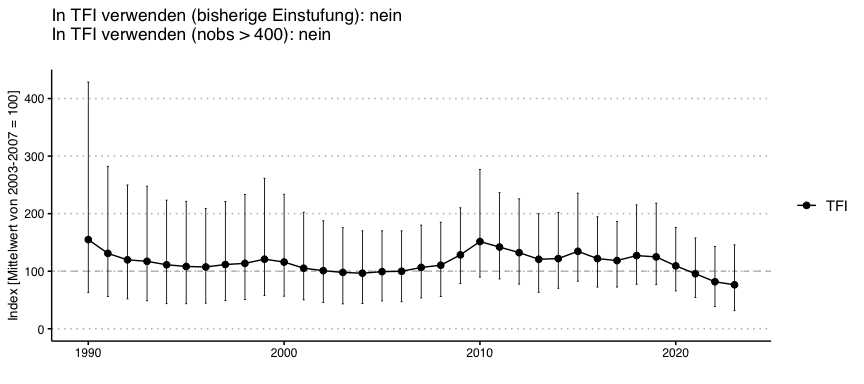 In TFI verwenden (bisherige Einstufung): nein
In TFI verwenden (nobs > 400): nein
Index [Mittelwert von 2003-2007 = 100]
400
300
200
100
0
1990
2000
2010
2020
TFI